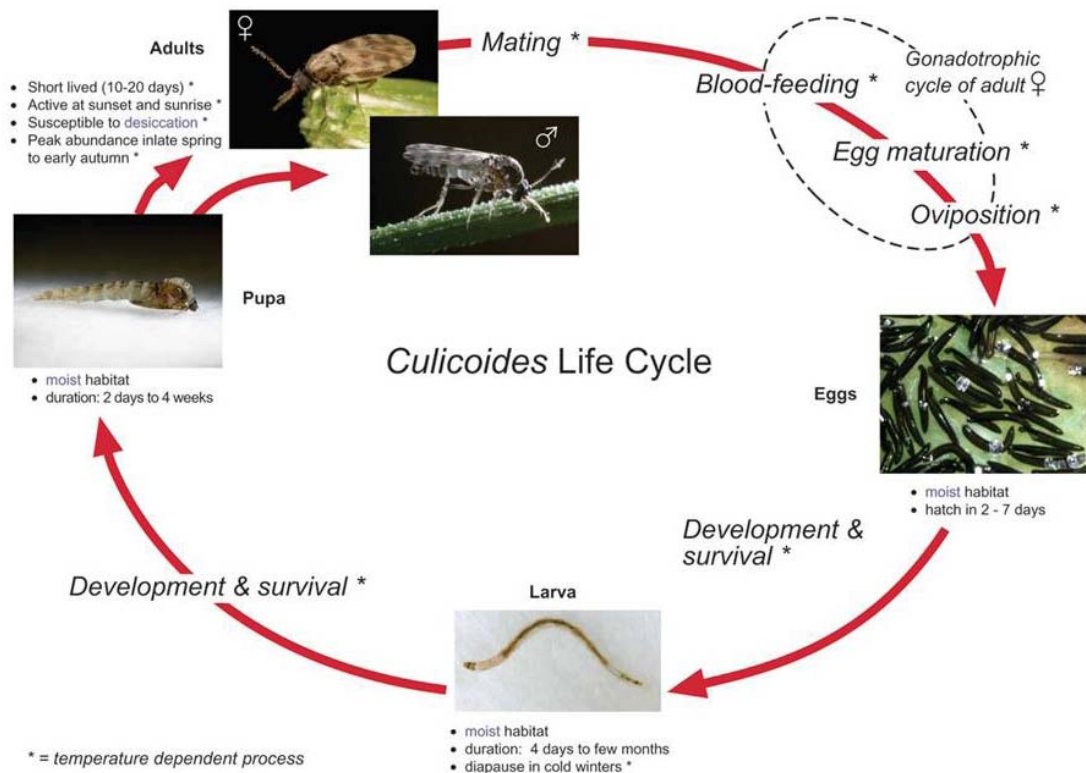 Adults
• Short lived (10-20 days) *
• Active at sunset and sunrise *
• Susceptible to desiccation *
• Peak abundance inlate spring
to early autumn *
♀
♂
Mating *
Blood-feeding *
Gonadotrophic
cycle of adult ♀
Egg maturation *
Oviposition *
Pupa
• moist habitat
• duration: 2 days to 4 weeks
Culicoides Life Cycle
Eggs
• moist habitat
• hatch in 2 - 7 days
Development &
survival *
Development & survival *
Larva
• moist habitat
• duration: 4 days to few months
• diapause in cold winters *
* = temperature dependent process